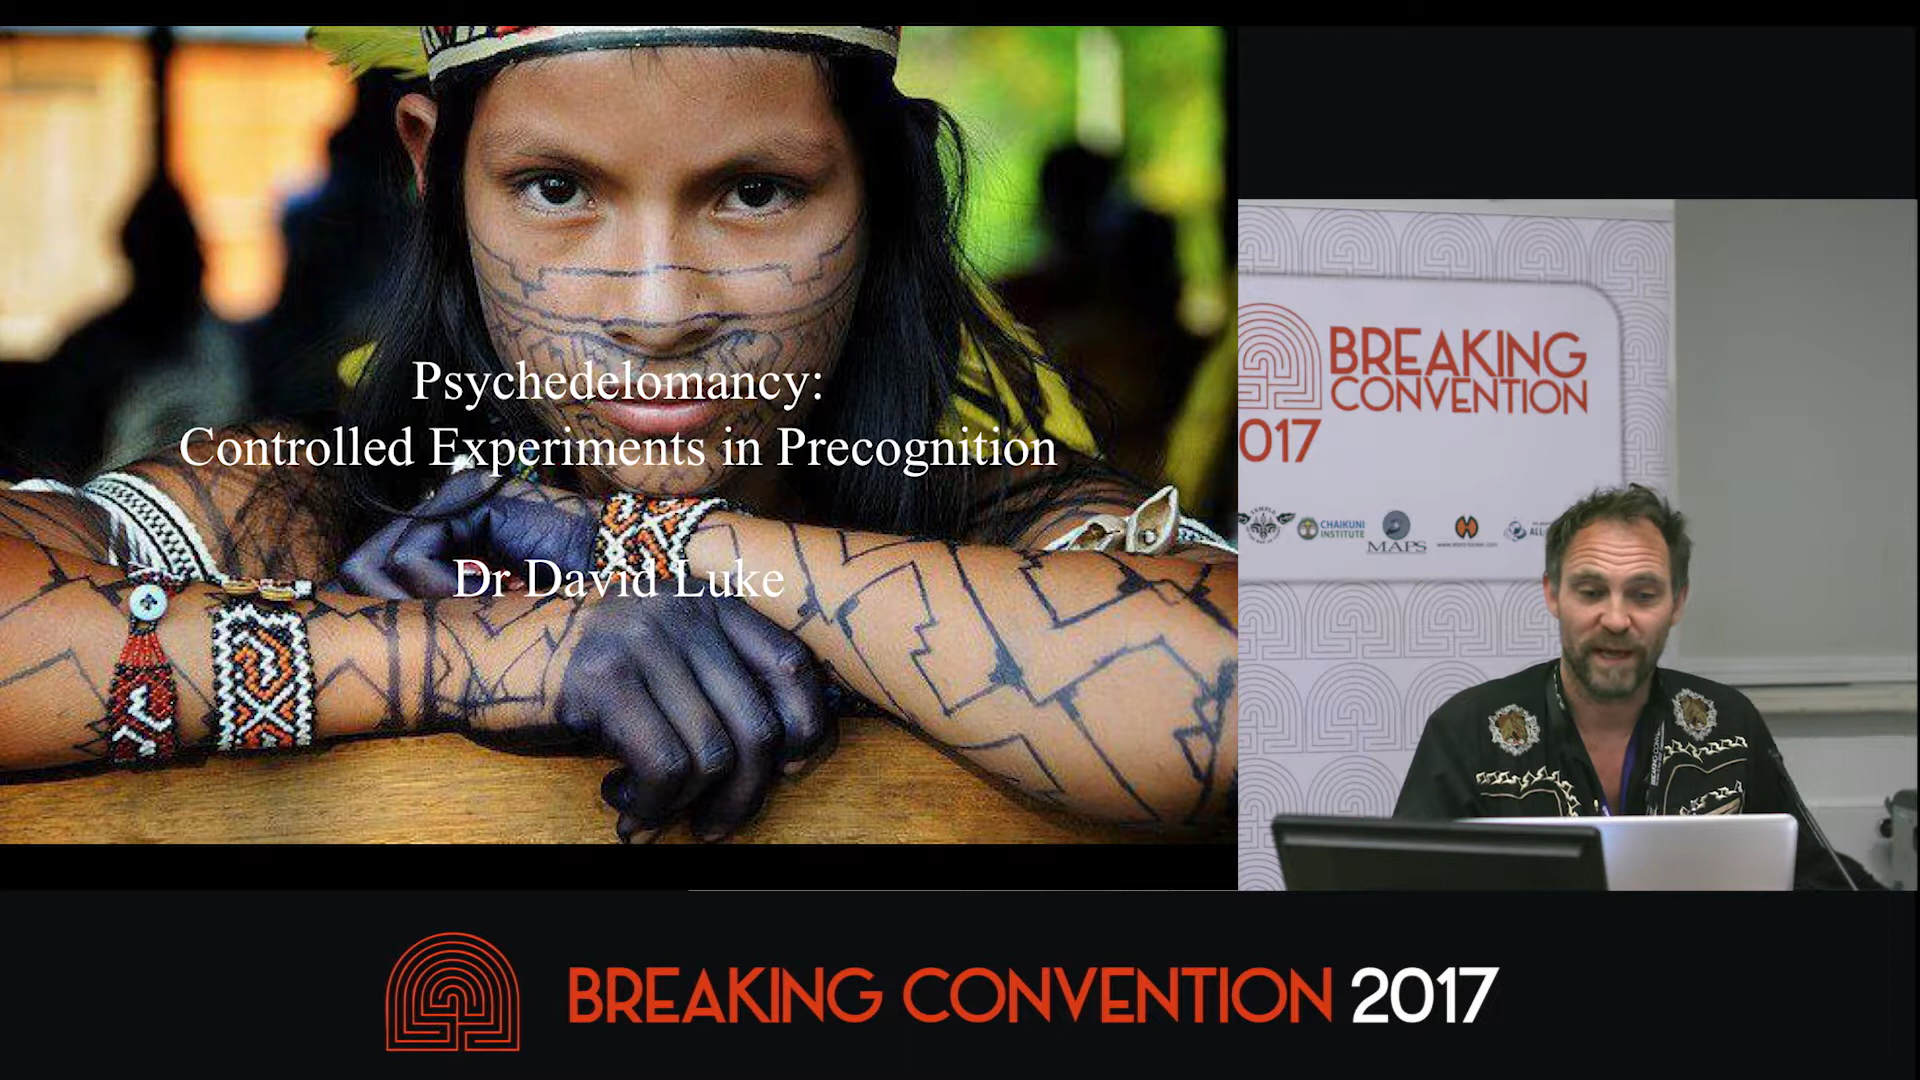 Psychedelomancy:
Controlled Experiments in Precognition
Dr David Luke
BREAKING
CONVENTION
017
CHAIKUNI
INSTITUTE
MAPS
BREAKING CONVENTION 2017